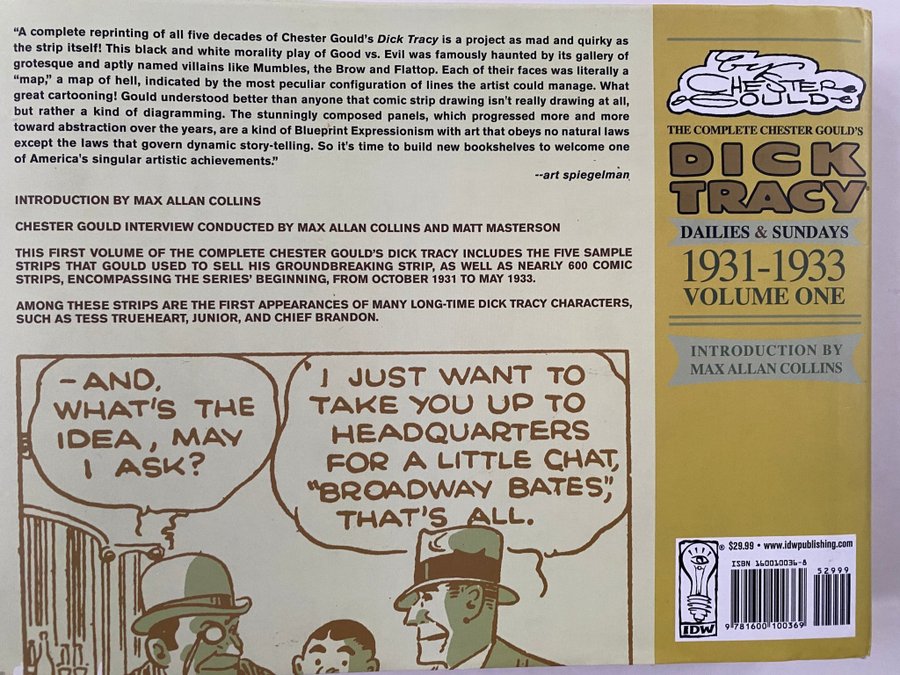 "A complete reprinting of all five decades of Chester Gould's Dick Tracy is a project as mad and quirky as
the strip itself! This black and white morality play of Good vs. Evil was famously haunted by its gallery of
grotesque and aptly named villains like Mumbles, the Brow and Flattop. Each of their faces was literally a
"map," a map of hell, indicated by the most peculiar configuration of lines the artist could manage. What
great cartooning! Gould understood better than anyone that comic strip drawing isn't really drawing at all,
but rather a kind of diagramming. The stunningly composed panels, which progressed more and more
toward abstraction over the years, are a kind of Blueprint Expressionism with art that obeys no natural laws
except the laws that govern dynamic story-telling. So it's time to build new bookshelves to welcome one
of America's singular artistic achievements."
--art spiegelman
INTRODUCTION BY MAX ALLAN COLLINS
CHESTER GOULD INTERVIEW CONDUCTED BY MAX ALLAN COLLINS AND MATT MASTERSON
THIS FIRST VOLUME OF THE COMPLETE CHESTER GOULD'S DICK TRACY INCLUDES THE FIVE SAMPLE
STRIPS THAT GOULD USED TO SELL HIS GROUNDBREAKING STRIP, AS WELL AS NEARLY 600 COMIC
STRIPS, ENCOMPASSING THE SERIES' BEGINNING, FROM OCTOBER 1931 TO MAY 1933.
AMONG THESE STRIPS ARE THE FIRST APPEARANCES OF MANY LONG-TIME DICK TRACY CHARACTERS,
SUCH AS TESS TRUEHEART, JUNIOR, AND CHIEF BRANDON.
- AND,
WHAT'S THE
IDEA, MAY
I ASK?
I JUST WANT TO
TAKE YOU UP TO
HEADQUARTERS
FOR A LITTLE CHAT,
"BROADWAY BATES,"
THAT'S ALL.
By
CHESTER
GOULD
THE COMPLETE CHESTER GOULD'S
DICK
TRACY®
DAILIES & SUNDAYS
1931-1933
VOLUME ONE
INTRODUCTION BY
MAX ALLAN COLLINS
IDW
® $29.99 • www.idwpublishing.com
ISBN 160010036-8
52999
9 781600 100369